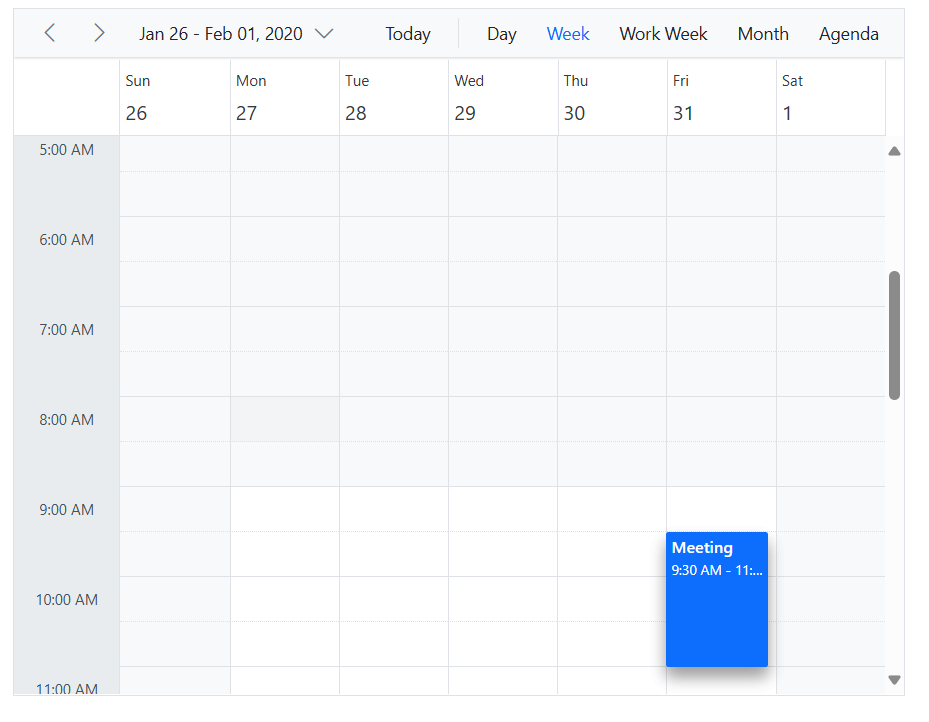 Jan 26 - Feb 01, 2020 Today Day Week Work Week Month Agenda
Sun Mon Tue Wed Thu Fri Sat
26 27 28 29 30 31 1
5:00 AM
6:00 AM
7:00 AM
8:00 AM
9:00 AM
Meeting
9:30 AM - 11:...
10:00 AM
11:00 AM